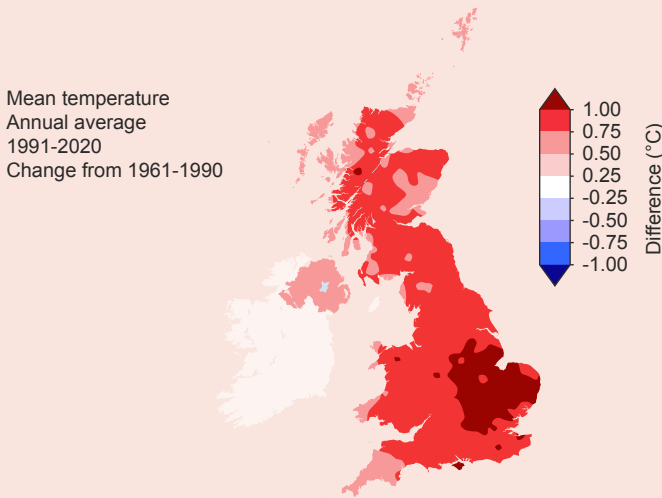 Mean temperature
Annual average
1991-2020
Change from 1961-1990
1.00
0.75
0.50
0.25
-0.25
-0.50
-0.75
-1.00
Difference (°C)